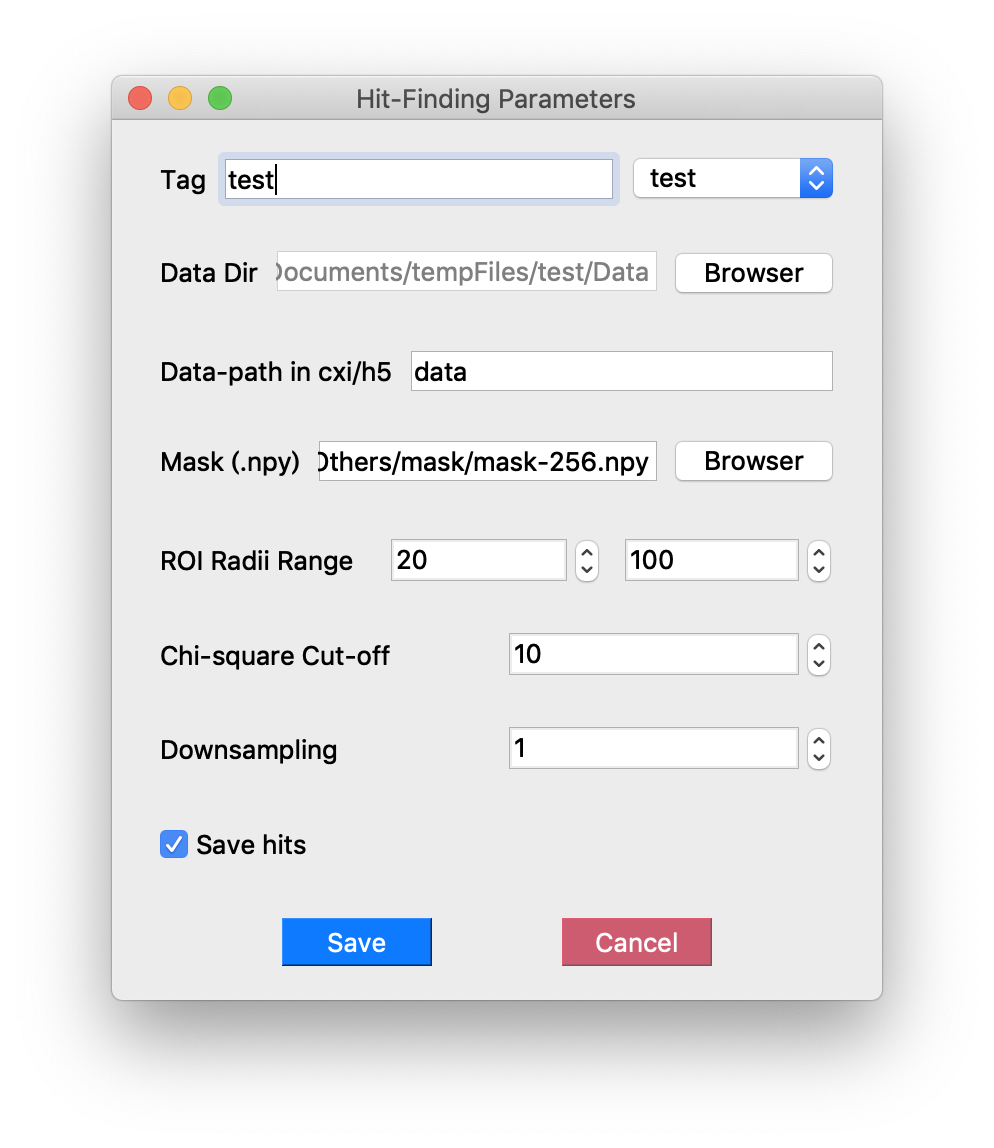 Hit-Finding Parameters
Tag test test
Data Dir Documents/tempFiles/test/Data Browser
Data-path in cxi/h5 data
Mask (.npy) Others/mask/mask-256.npy Browser
ROI Radii Range 20 100
Chi-square Cut-off 10
Downsampling 1
Save hits
Save Cancel